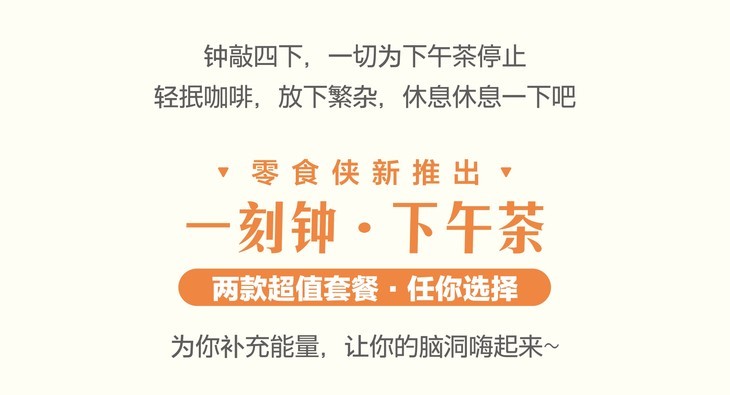 钟敲四下，一切为下午茶停止
轻抿咖啡，放下繁杂，休息休息一下吧
零食侠新推出
一刻钟·下午茶
两款超值套餐·任你选择
为你补充能量，让你的脑洞嗨起来~